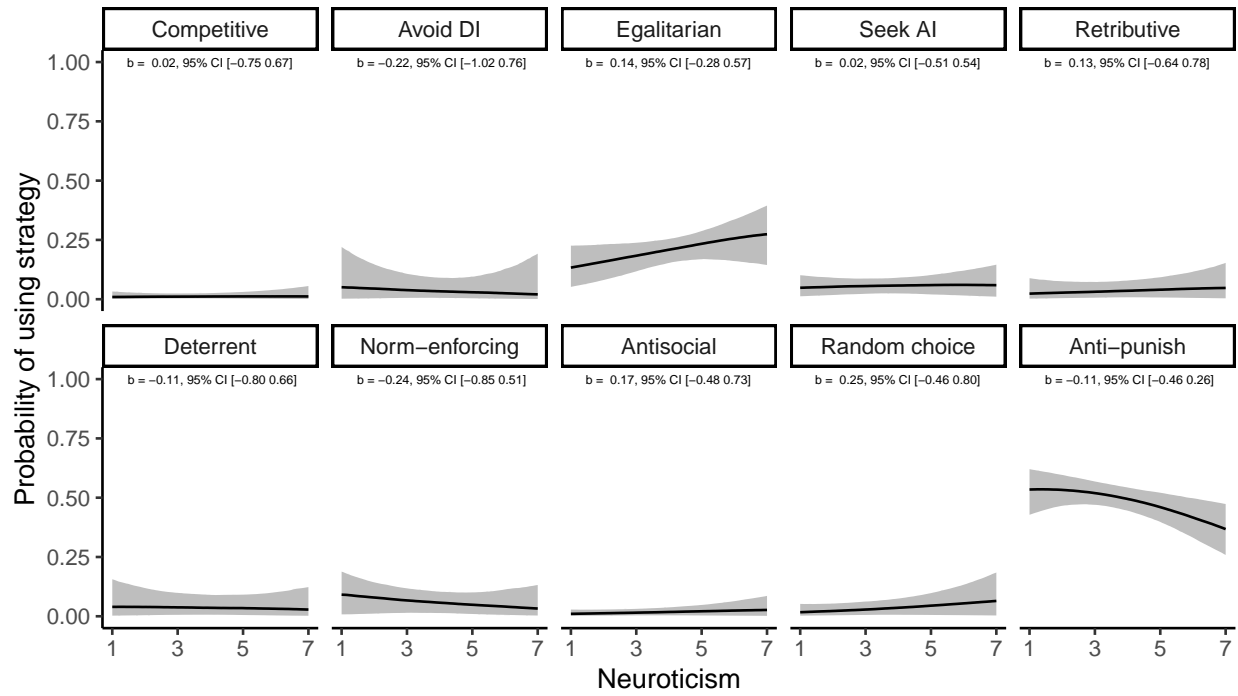 Competitive Avoid DI Egalitarian Seek AI Retributive
b = 0.02, 95% CI [−0.75 0.67] b = −0.22, 95% CI [−1.02 0.76] b = 0.14, 95% CI [−0.28 0.57] b = 0.02, 95% CI [−0.51 0.54] b = 0.13, 95% CI [−0.64 0.78]
1.00
0.75
0.50
0.25
0.00
Probability of using strategy
Deterrent Norm−enforcing Antisocial Random choice Anti−punish
b = −0.11, 95% CI [−0.80 0.66] b = −0.24, 95% CI [−0.85 0.51] b = 0.17, 95% CI [−0.48 0.73] b = 0.25, 95% CI [−0.46 0.80] b = −0.11, 95% CI [−0.46 0.26]
1.00
0.75
0.50
0.25
0.00
1 3 5 7 1 3 5 7 1 3 5 7 1 3 5 7 1 3 5 7
Neuroticism